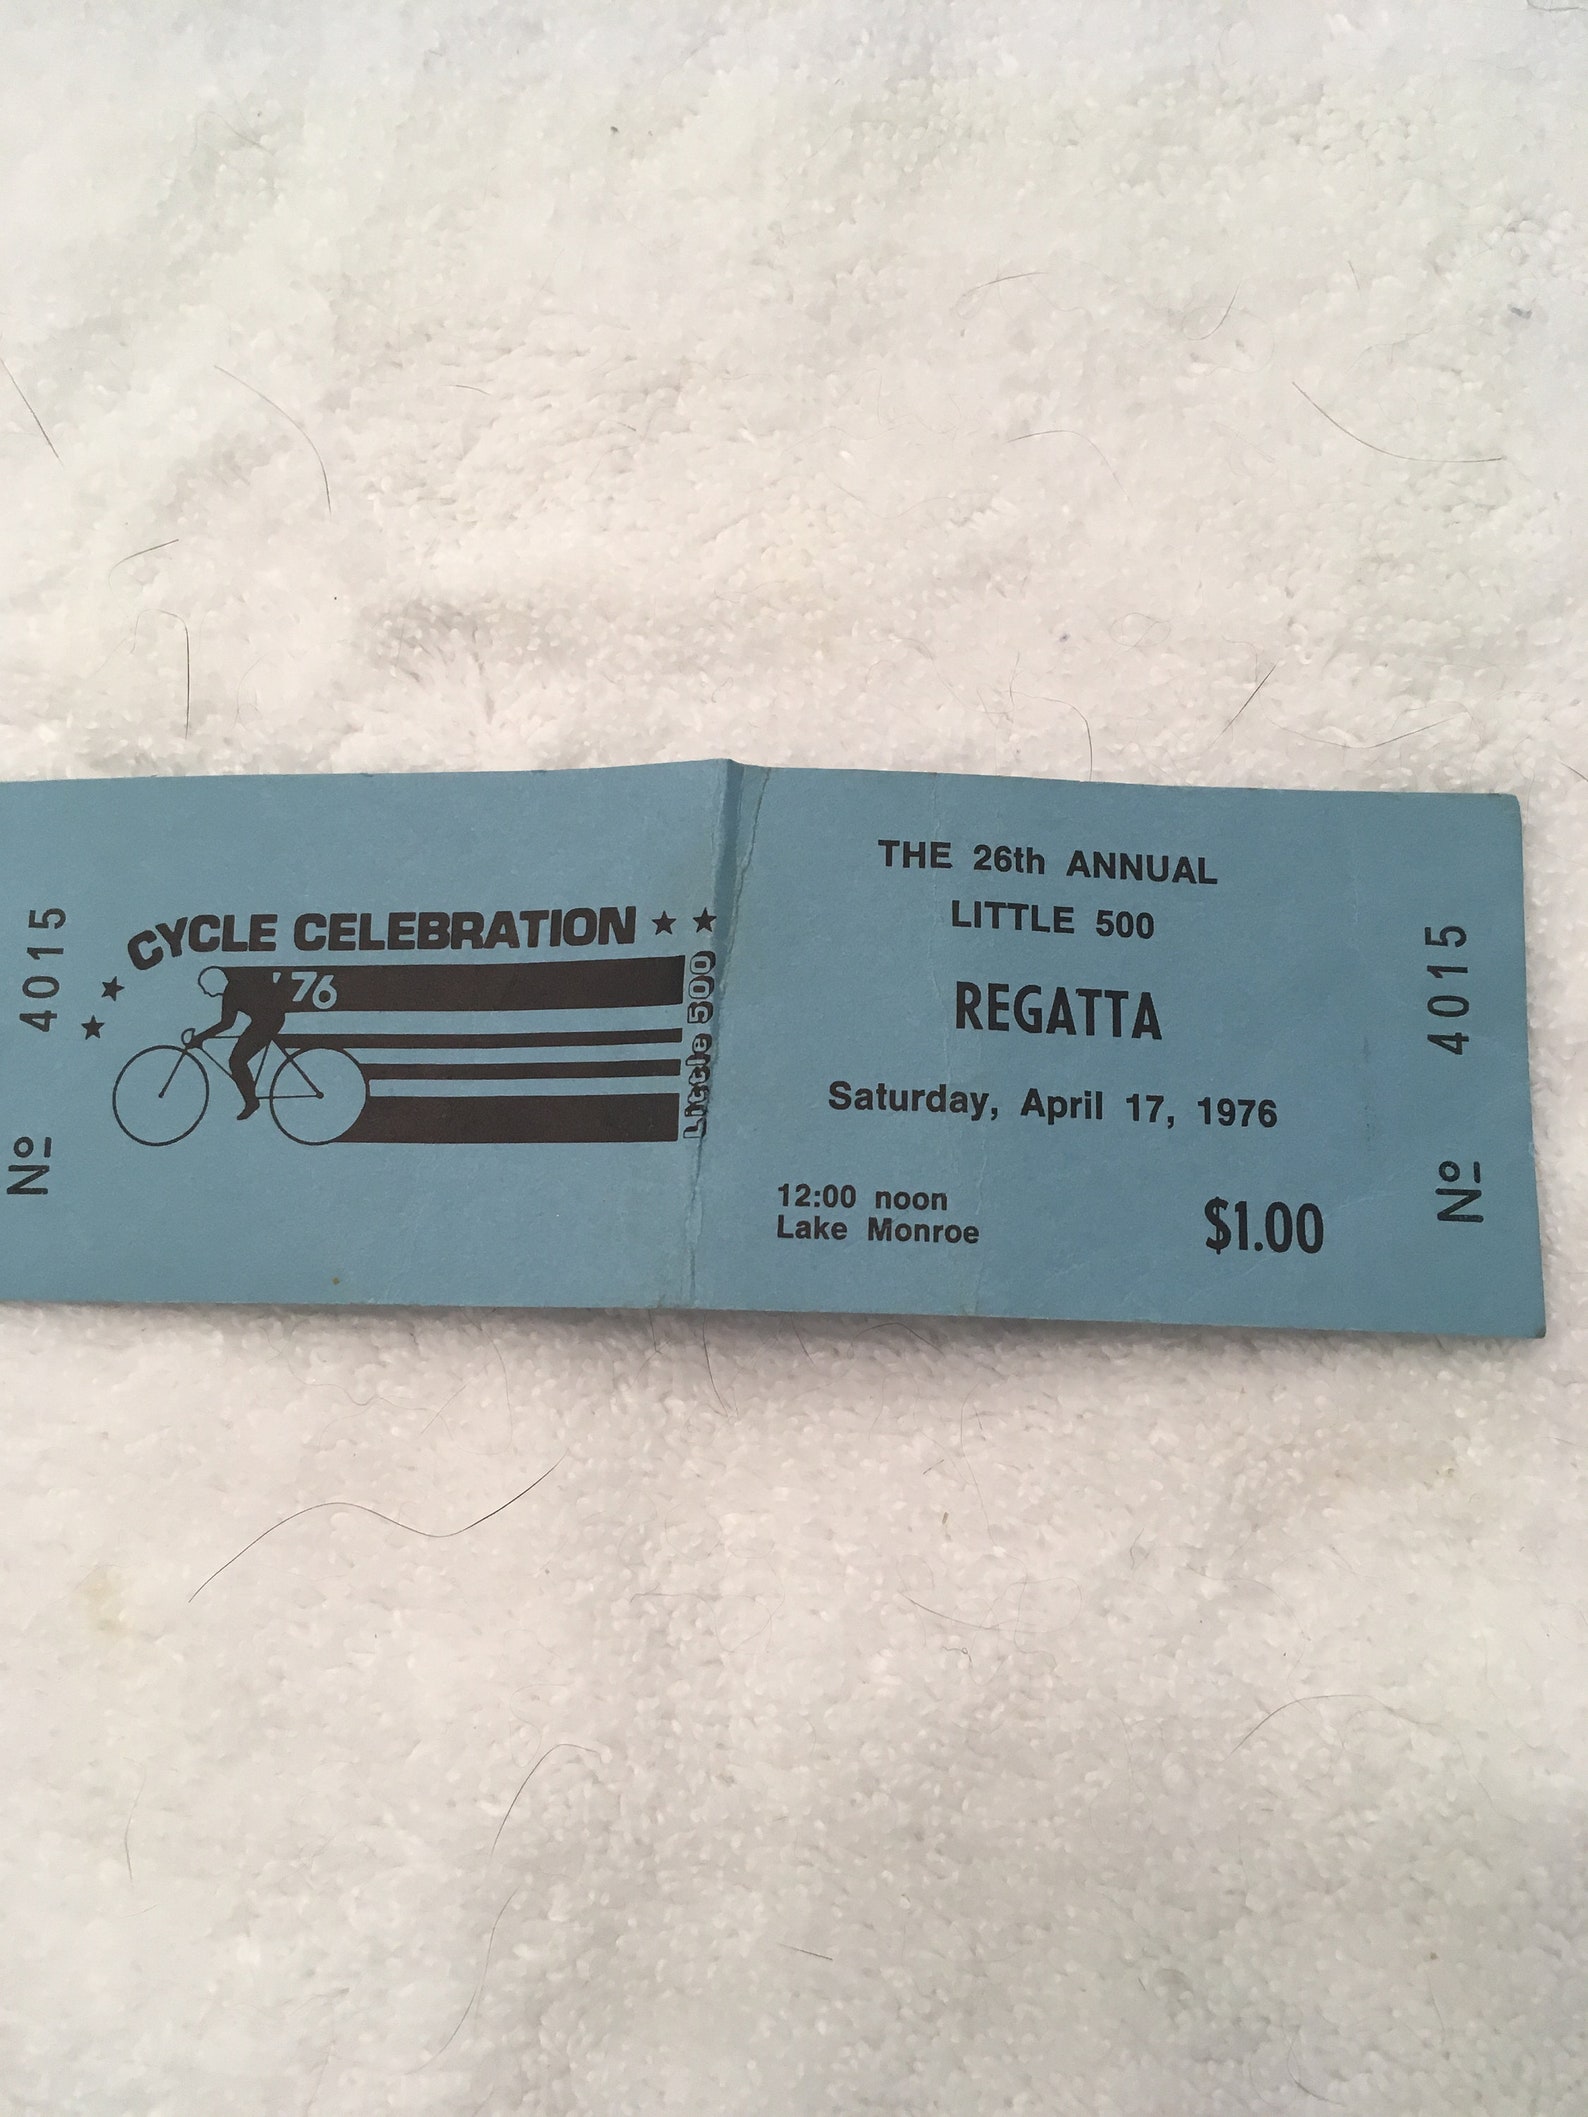 No 4015
CYCLE CELEBRATION
'76
Little 500
THE 26th ANNUAL
LITTLE 500
REGATTA
Saturday, April 17, 1976
12:00 noon
Lake Monroe
$1.00
No 4015